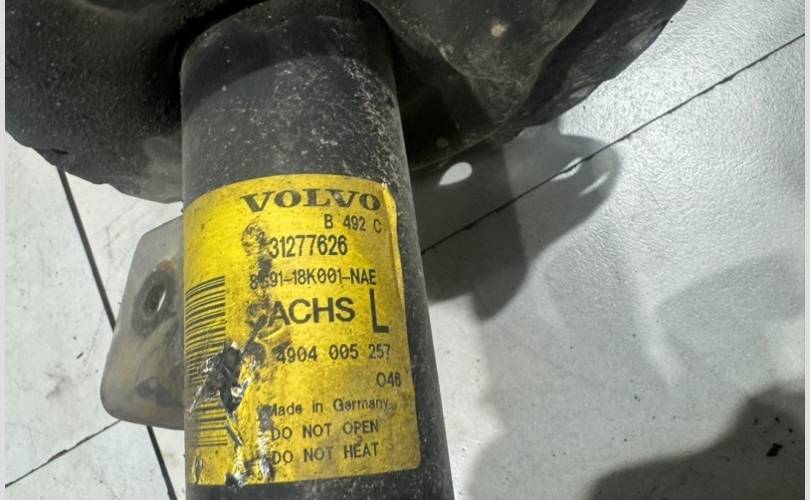 VOLVO
B 492 C
31277626
8G91-18K001-NAE
SACHS L
4904 005 257
046
Made in Germany
DO NOT OPEN
DO NOT HEAT